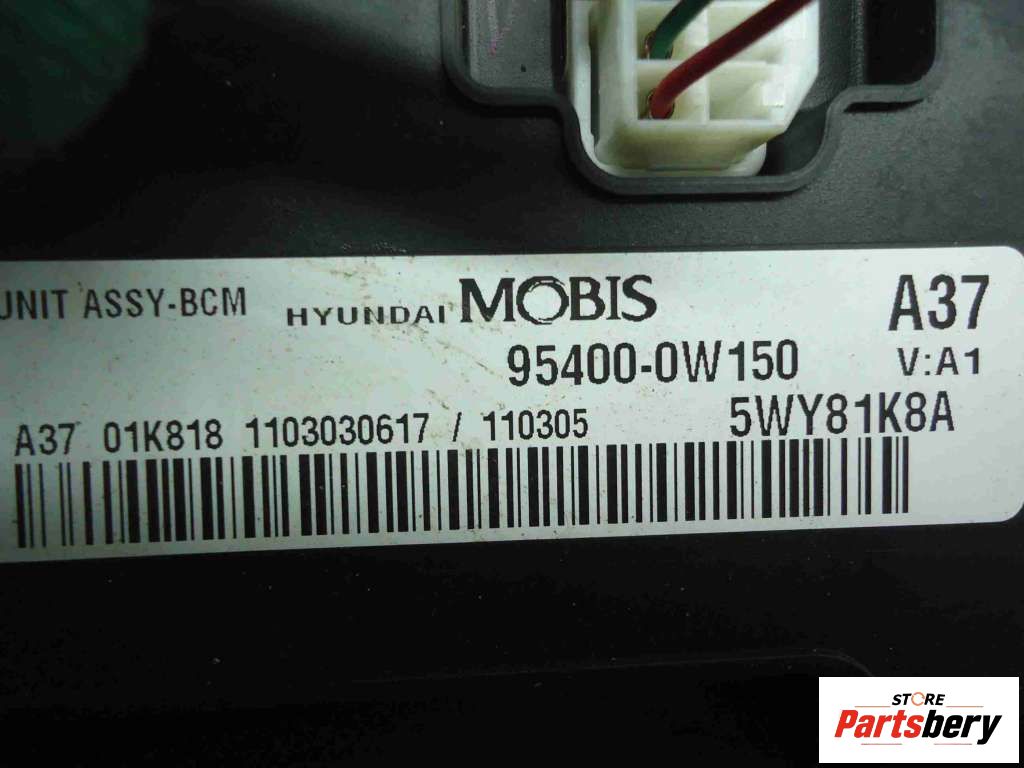 UNIT ASSY-BCM HYUNDAI MOBIS A37
95400-0W150 V:A1
A37 01K818 1103030617 / 110305 5WY81K8A
STORE
Partsbery